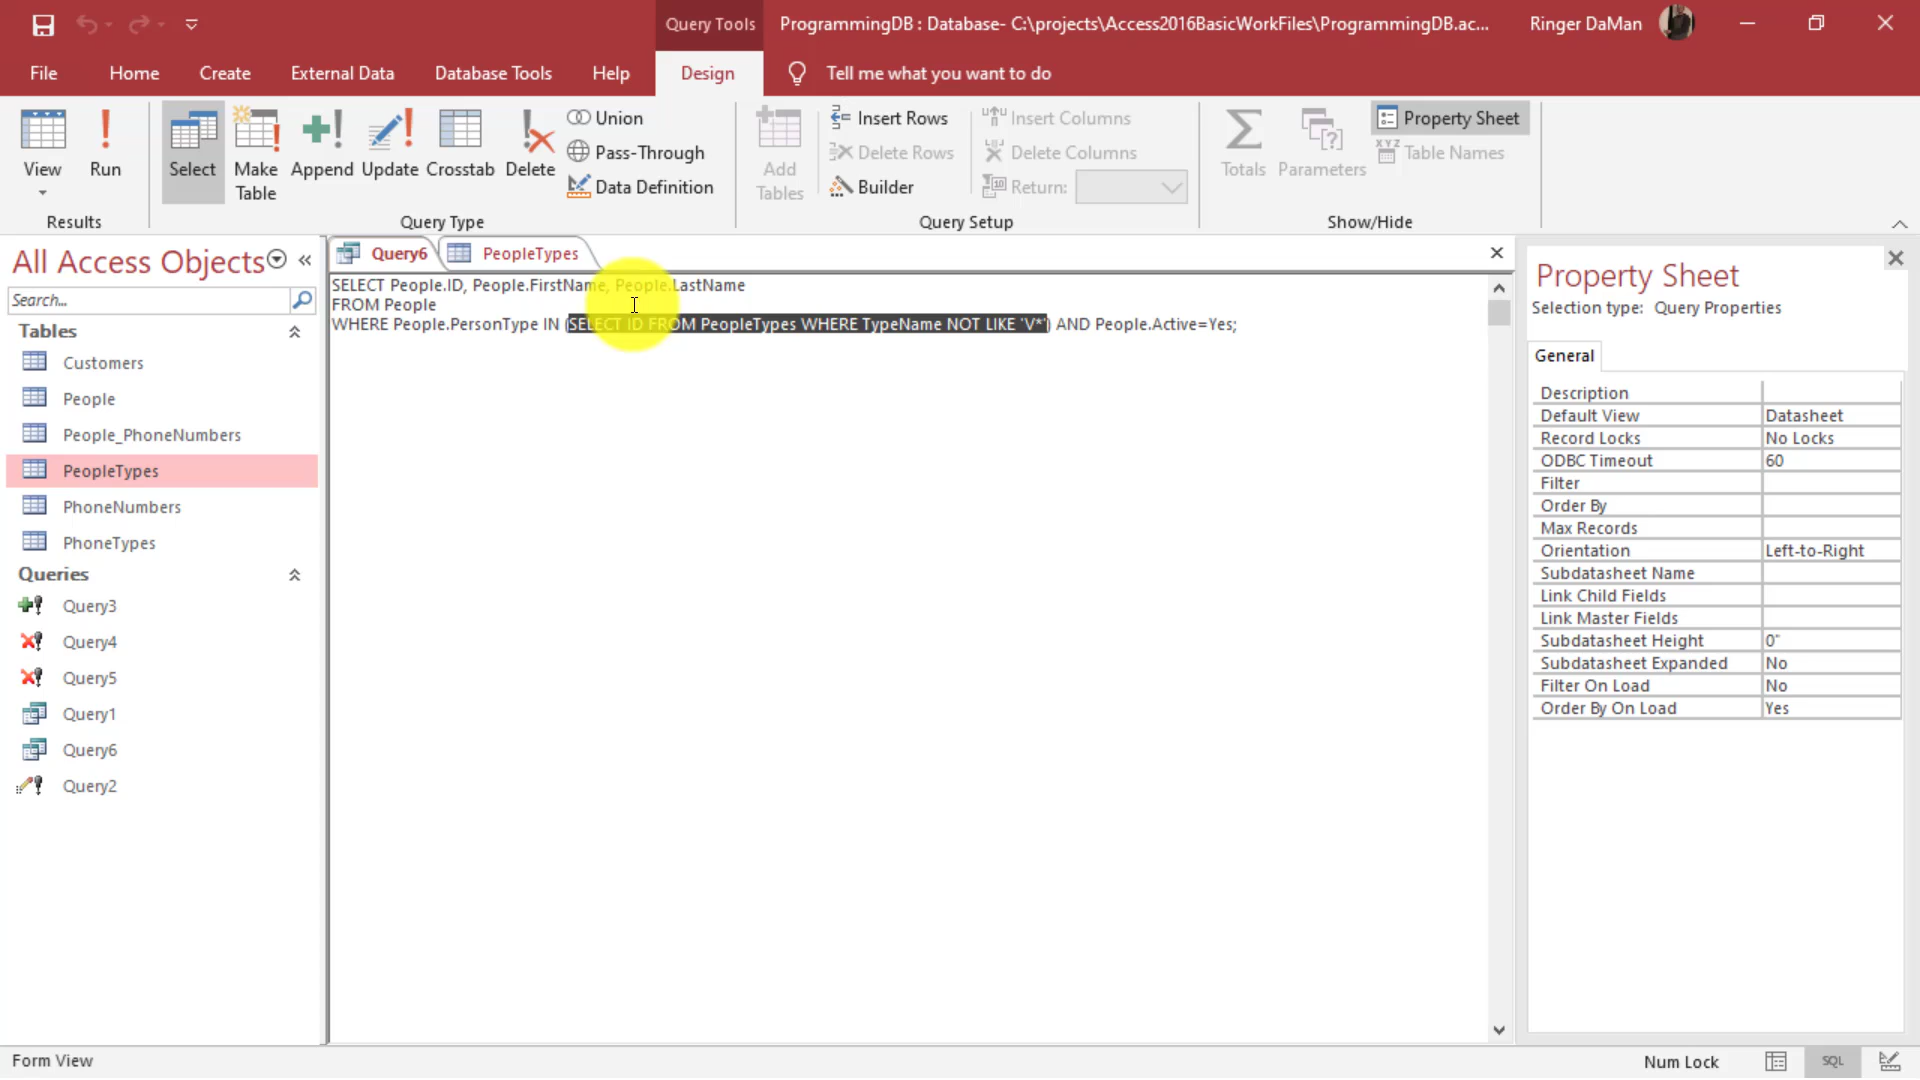 Query Tools
ProgrammingDB : Database- C:\projects\Access2016BasicWorkFiles\ProgrammingDB.ac...
Ringer DaMan
File
Home
Create
External Data
Database Tools
Help
Design
Tell me what you want to do
View
Run
Results
Select
Make
Table
Append
Update
Crosstab
Delete
Union
Pass-Through
Data Definition
Query Type
Add
Tables
Insert Rows
Delete Rows
Builder
Insert Columns
Delete Columns
Return:
Query Setup
Totals
Parameters
Property Sheet
XYZ
Table Names
Show/Hide
All Access Objects
Search...
Tables
Customers
People
People_PhoneNumbers
PeopleTypes
PhoneNumbers
PhoneTypes
Queries
Query3
Query4
Query5
Query1
Query6
Query2
Query6
PeopleTypes
SELECT People.ID, People.FirstName, People.LastName
FROM People
WHERE People.PersonType IN (SELECT ID FROM PeopleTypes WHERE TypeName NOT LIKE 'V*') AND People.Active=Yes;
Property Sheet
Selection type: Query Properties
General
Description
Default View Datasheet
Record Locks No Locks
ODBC Timeout 60
Filter
Order By
Max Records
Orientation Left-to-Right
Subdatasheet Name
Link Child Fields
Link Master Fields
Subdatasheet Height 0"
Subdatasheet Expanded No
Filter On Load No
Order By On Load Yes
Form View
Num Lock
SQL